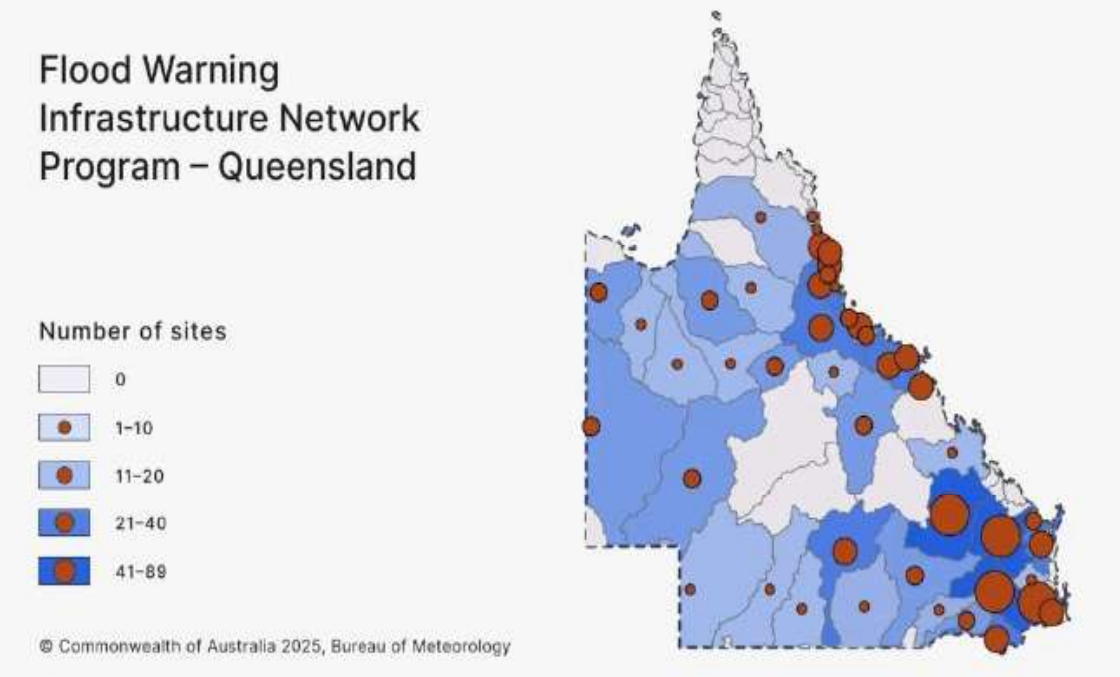 Flood Warning
Infrastructure Network
Program – Queensland
Number of sites
0
1–10
11–20
21–40
41–89
© Commonwealth of Australia 2025, Bureau of Meteorology